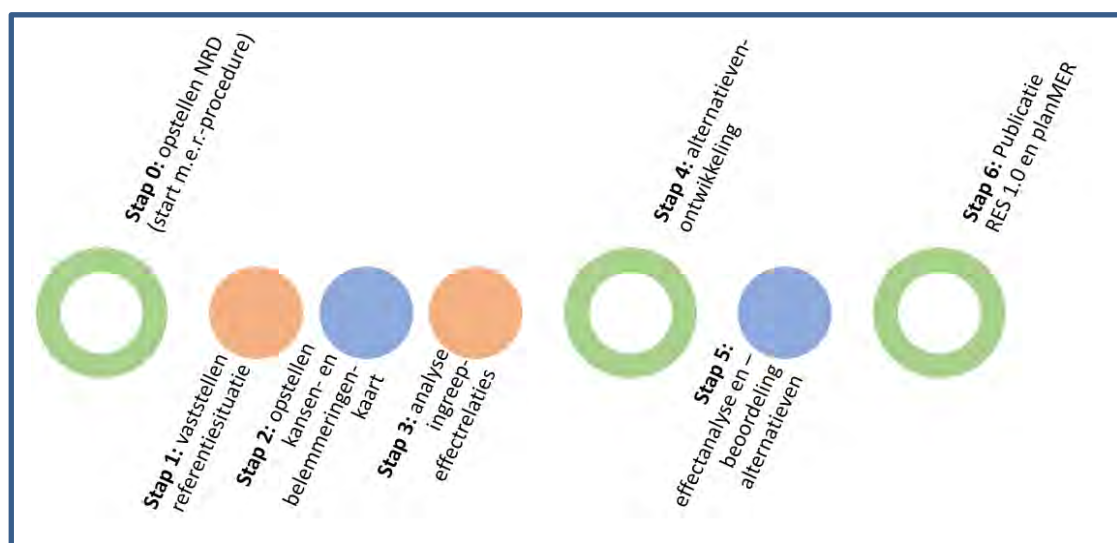 Stap 0: opstellen NRD
(start m.e.r.-procedure)
Stap 1: vaststellen
referentiesituatie
Stap 2: opstellen
kansen- en
belemmeringen-
kaart
Stap 3: analyse
ingreep-
effectrelaties
Stap 4: alternatieven-
ontwikkeling
Stap 5:
effectanalyse en –
beoordeling
alternatieven
Stap 6: Publicatie
RES 1.0 en planMER